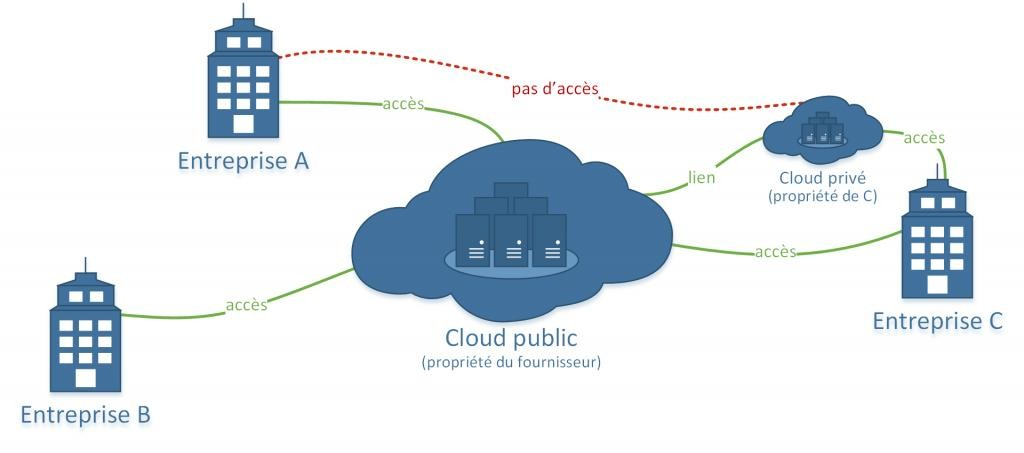 pas d'accès
accès
Entreprise A
accès
lien
Cloud privé
(propriété de C)
accès
accès
Entreprise C
Cloud public
(propriété du fournisseur)
Entreprise B